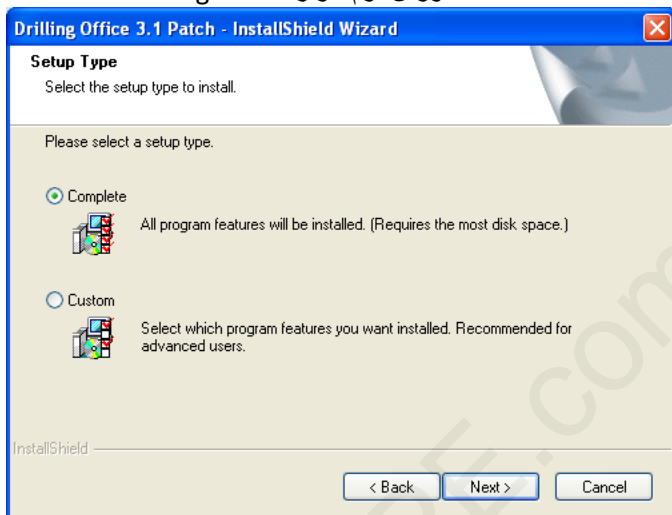 Drilling Office 3.1 Patch - InstallShield Wizard
Setup Type
Select the setup type to install.
Please select a setup type.
Complete
All program features will be installed. (Requires the most disk space.)
Custom
Select which program features you want installed. Recommended for
advanced users.
InstallShield
< Back Next > Cancel